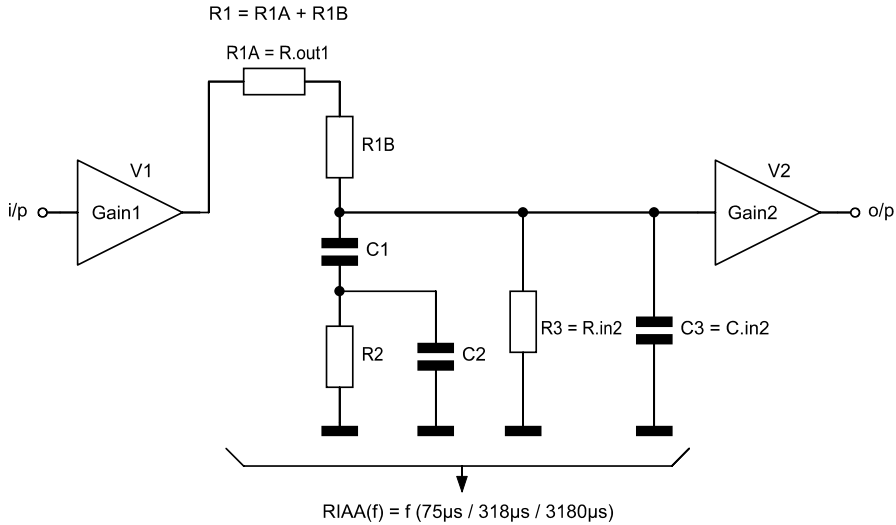 R1 = R1A + R1B
R1A = R.out1
R1B
V1
V2
i/p
Gain1
Gain2
o/p
C1
R3 = R.in2
C3 = C.in2
R2
C2
RIAA(f) = f (75µs / 318µs / 3180µs)